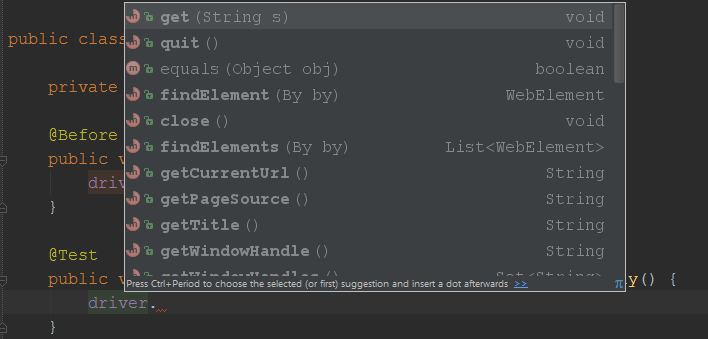 get(String s) void
public class quit() void
equals(Object obj) boolean
private findElement(By by) WebElement
close() void
@Before findElements(By by) List<WebElement>
public v getCurrentUrl() String
driv getPageSource() String
} getTitle() String
@Test getWindowHandle() String
public v getWindowHandles() Set<String> y() {
Press Ctrl+Period to choose the selected (or first) suggestion and insert a dot afterwards >> π
driver.
}